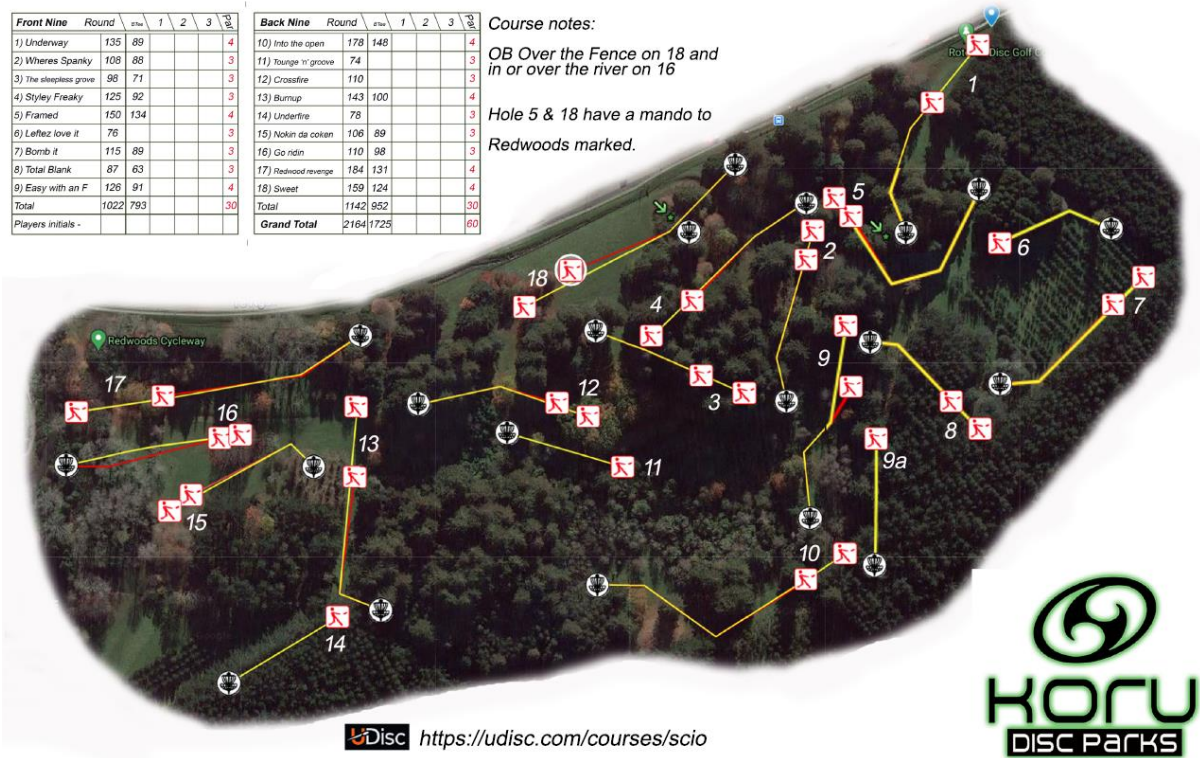 Front Nine Round ETee 1 2 3 Par
1) Underway 135 89 4
2) Wheres Spanky 108 88 3
3) The sleepless grove 98 71 3
4) Styley Freaky 125 92 3
5) Framed 150 134 4
6) Leftez love it 76 3
7) Bomb it 115 89 3
8) Total Blank 87 63 3
9) Easy with an F 126 91 4
Total 1022 793 30
Players initials -
Back Nine Round ETee 1 2 3 Par
10) Into the open 178 148 4
11) Tounge 'n' groove 74 3
12) Crossfire 110 3
13) Burnup 143 100 4
14) Underfire 78 3
15) Nokin da coken 106 89 3
16) Go ridin 110 98 3
17) Redwood revenge 184 131 4
18) Sweet 159 124 4
Total 1142 952 30
Grand Total 2164 1725 60
Course notes:
OB Over the Fence on 18 and
in or over the river on 16
Hole 5 & 18 have a mando to
Redwoods marked.
Disc Golf
1
5
2
6
18
4
7
Redwoods Cycleway
9
17
12
3
16
8
13
9a
11
15
10
14
KORU
DISC PARKS
UDisc https://udisc.com/courses/scio